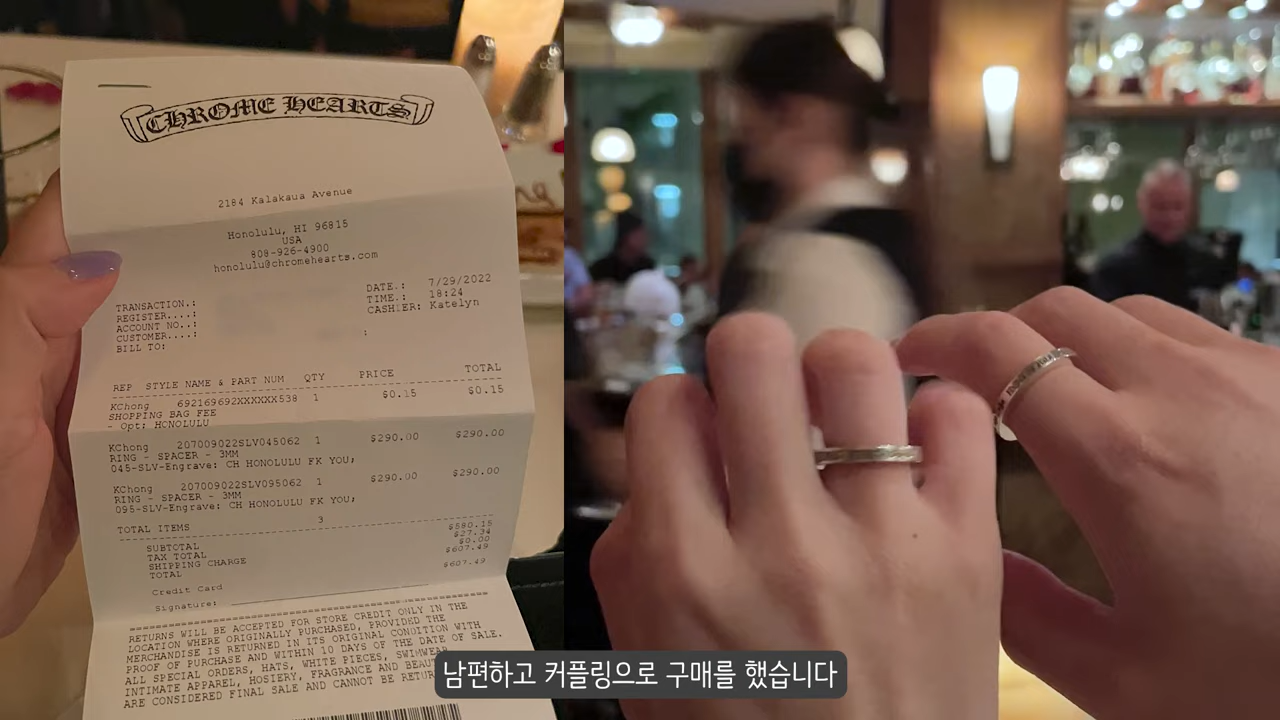 CHROME HEARTS
2184 Kalakaua Avenue
Honolulu, HI 96815
USA
808-926-4900
honolulu@chromehearts.com
DATE.: 7/29/2022
TIME.: 18:24
CASHIER: Katelyn
TRANSACTION.:
REGISTER....:
ACCOUNT NO..:
CUSTOMER....:
BILL TO:
REP STYLE NAME & PART NUM QTY PRICE TOTAL
KChong 692169692XXXXXX538 1 $0.15 $0.15
SHOPPING BAG FEE
- Opt: HONOLULU
KChong 207009022SLV045062 1 $290.00 $290.00
RING - SPACER - 3MM
045-SLV-Engrave: CH HONOLULU FK YOU;
KChong 207009022SLV095062 1 $290.00 $290.00
RING - SPACER - 3MM
095-SLV-Engrave: CH HONOLULU FK YOU;
TOTAL ITEMS 3
SUBTOTAL $580.15
TAX TOTAL $27.34
SHIPPING CHARGE $0.00
TOTAL $607.49
Credit Card $607.49
Signature:
RETURNS WILL BE ACCEPTED FOR STORE CREDIT ONLY IN THE
LOCATION WHERE ORIGINALLY PURCHASED, PROVIDED THE
MERCHANDISE IS RETURNED IN ITS ORIGINAL CONDITION WITH
PROOF OF PURCHASE AND WITHIN 10 DAYS OF THE DATE OF SALE.
ALL SPECIAL ORDERS, HATS, WHITE PIECES, SWIMWEAR
INTIMATE APPAREL, HOSIERY, FRAGRANCE AND
ARE CONSIDERED FINAL SALE AND CANNOT BE
남편하고 커플링으로 구매를 했습니다